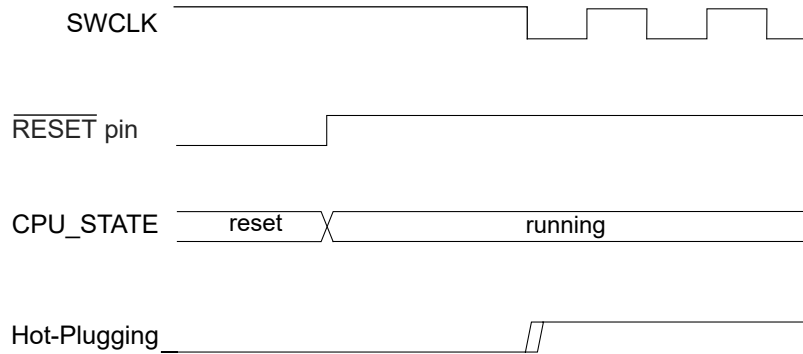 SWCLK
RESET pin
CPU_STATE reset running
Hot-Plugging